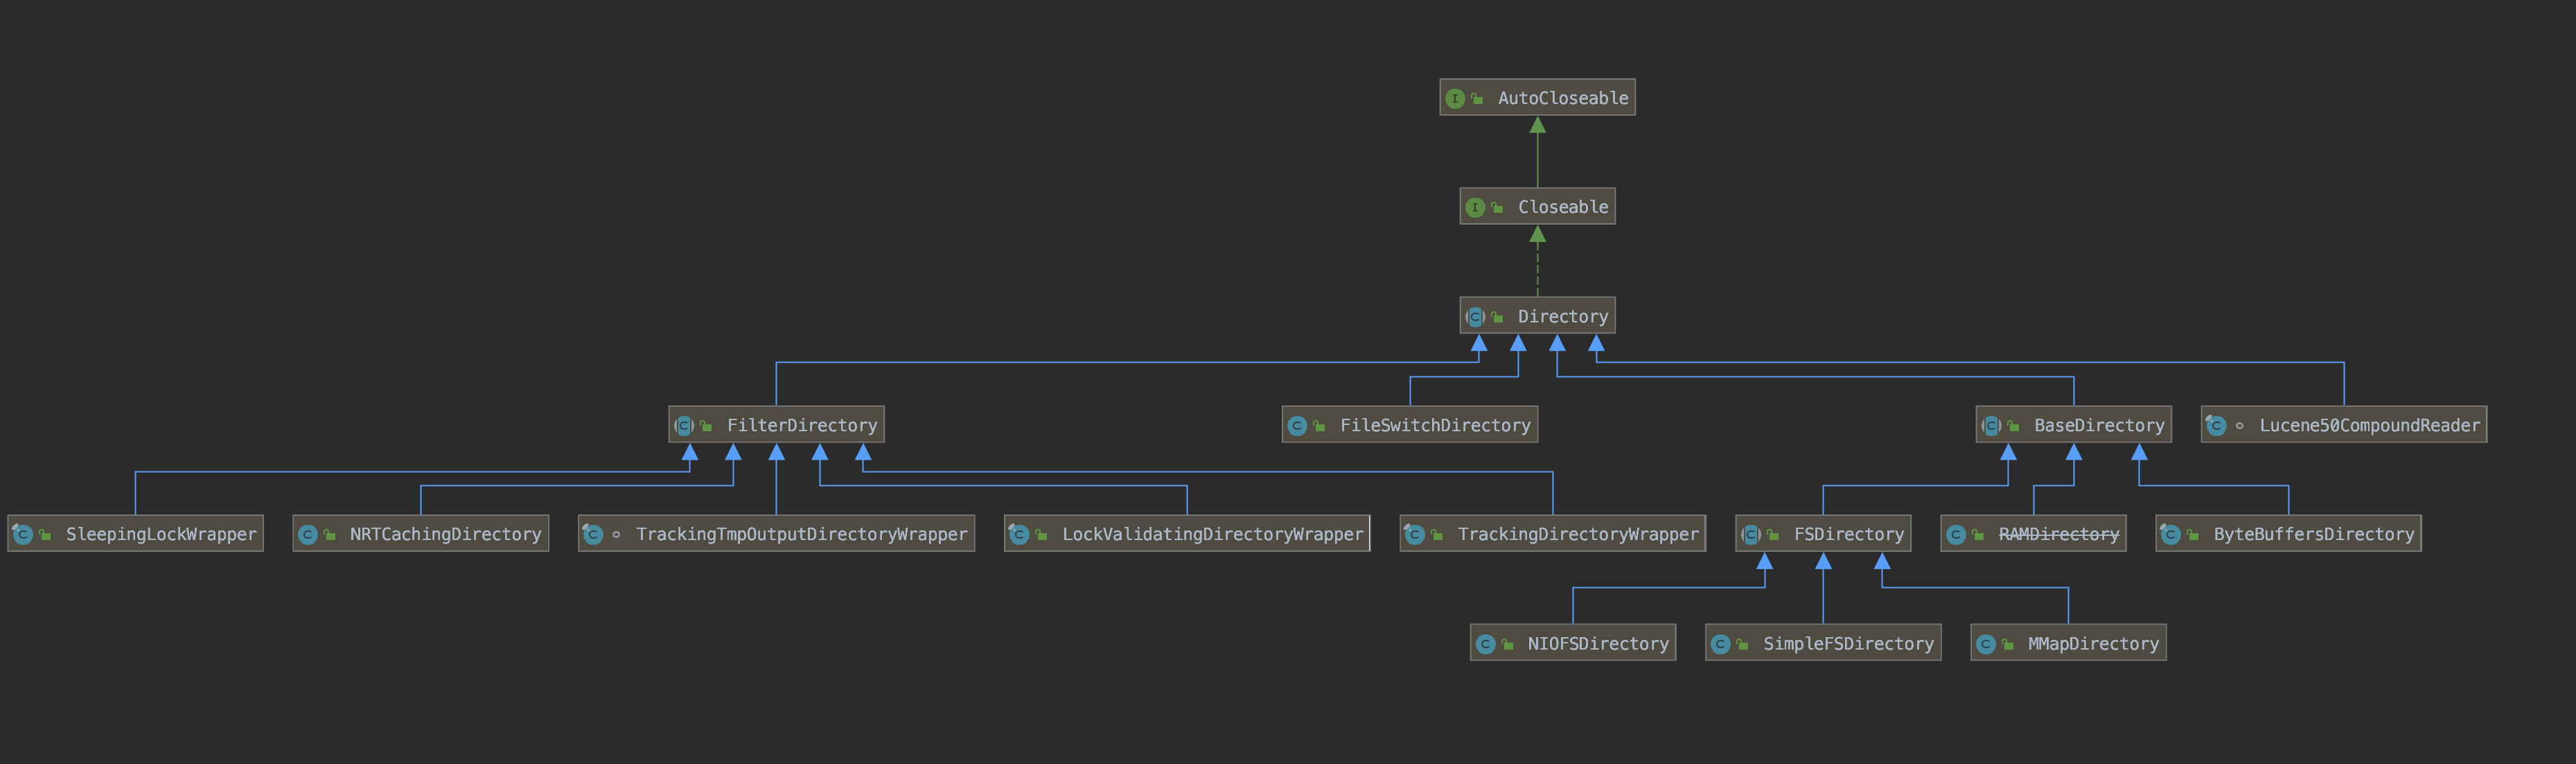 AutoCloseable
Closeable
Directory
FilterDirectory
FileSwitchDirectory
BaseDirectory
Lucene50CompoundReader
SleepingLockWrapper
NRTCachingDirectory
TrackingTmpOutputDirectoryWrapper
LockValidatingDirectoryWrapper
TrackingDirectoryWrapper
FSDirectory
RAMDirectory
ByteBuffersDirectory
NIOFSDirectory
SimpleFSDirectory
MMapDirectory